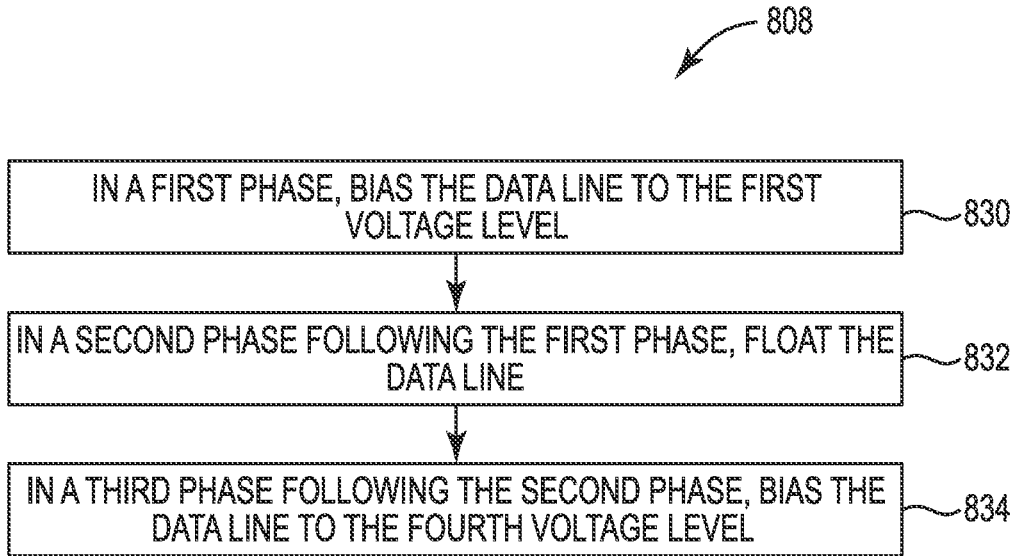 808
IN A FIRST PHASE, BIAS THE DATA LINE TO THE FIRST
VOLTAGE LEVEL
830
IN A SECOND PHASE FOLLOWING THE FIRST PHASE, FLOAT THE
DATA LINE
832
IN A THIRD PHASE FOLLOWING THE SECOND PHASE, BIAS THE
DATA LINE TO THE FOURTH VOLTAGE LEVEL
834